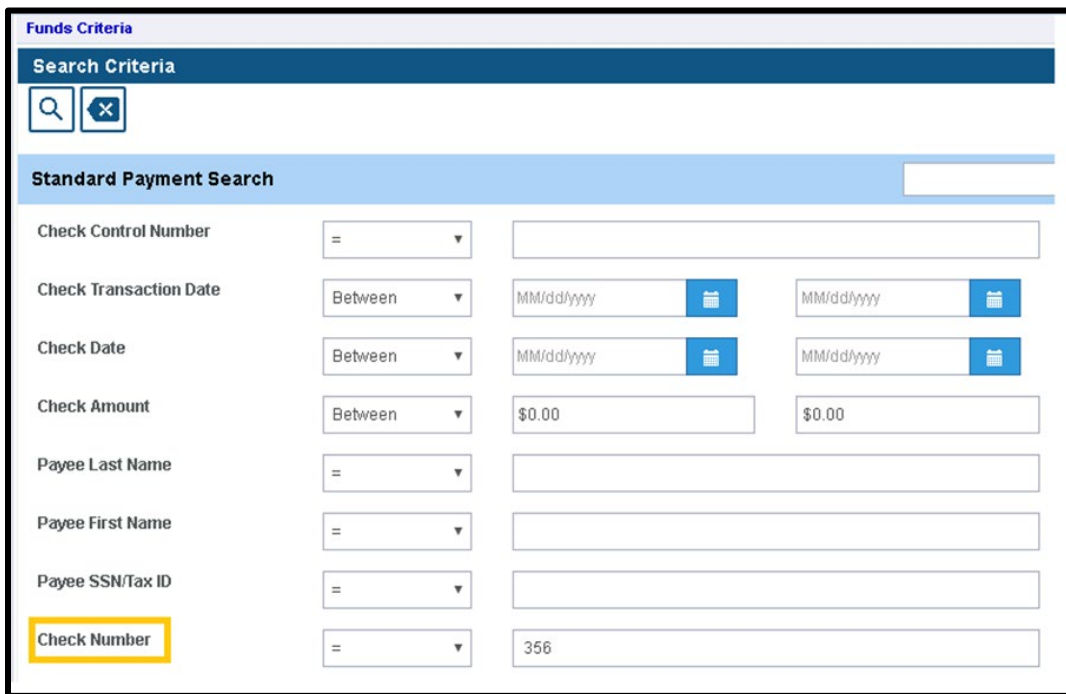 Funds Criteria
Search Criteria
Standard Payment Search
Check Control Number =
Check Transaction Date Between MM/dd/yyyy MM/dd/yyyy
Check Date Between MM/dd/yyyy MM/dd/yyyy
Check Amount Between $0.00 $0.00
Payee Last Name =
Payee First Name =
Payee SSN/Tax ID =
Check Number = 356